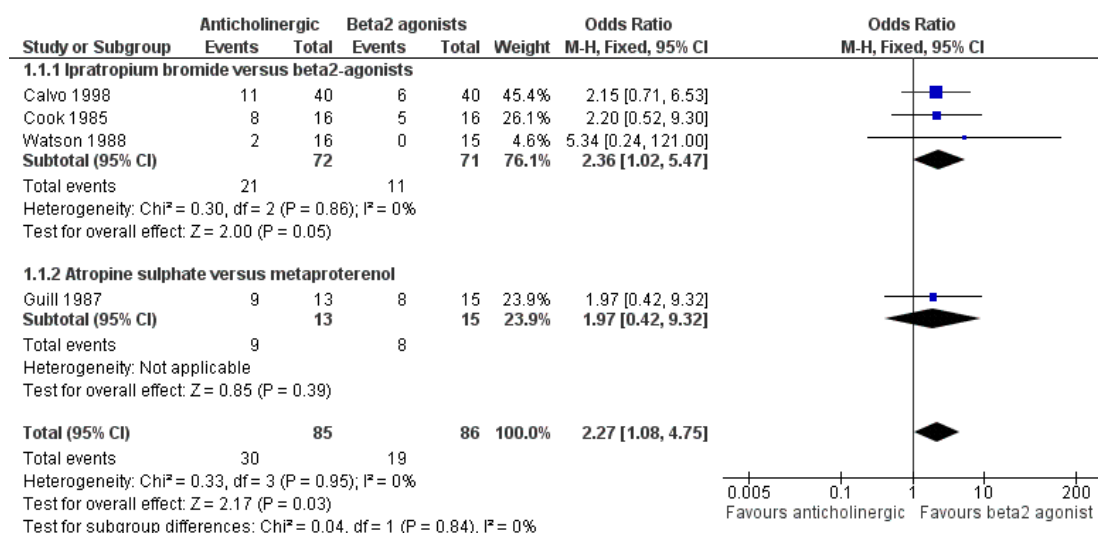 Anticholinergic Beta2 agonists Odds Ratio Odds Ratio
Study or Subgroup Events Total Events Total Weight M-H, Fixed, 95% CI M-H, Fixed, 95% CI
1.1.1 Ipratropium bromide versus beta2-agonists
Calvo 1998 11 40 6 40 45.4% 2.15 [0.71, 6.53]
Cook 1985 8 16 5 16 26.1% 2.20 [0.52, 9.30]
Watson 1988 2 16 0 15 4.6% 5.34 [0.24, 121.00]
Subtotal (95% CI) 72 71 76.1% 2.36 [1.02, 5.47]
Total events 21 11
Heterogeneity: Chi² = 0.30, df = 2 (P = 0.86); I² = 0%
Test for overall effect: Z = 2.00 (P = 0.05)
1.1.2 Atropine sulphate versus metaproterenol
Guill 1987 9 13 8 15 23.9% 1.97 [0.42, 9.32]
Subtotal (95% CI) 13 15 23.9% 1.97 [0.42, 9.32]
Total events 9 8
Heterogeneity: Not applicable
Test for overall effect: Z = 0.85 (P = 0.39)
Total (95% CI) 85 86 100.0% 2.27 [1.08, 4.75]
Total events 30 19
Heterogeneity: Chi² = 0.33, df = 3 (P = 0.95); I² = 0%
Test for overall effect: Z = 2.17 (P = 0.03)
Test for subgroup differences: Chi² = 0.04, df = 1 (P = 0.84), I² = 0%
0.005 0.1 1 10 200
Favours anticholinergic Favours beta2 agonist